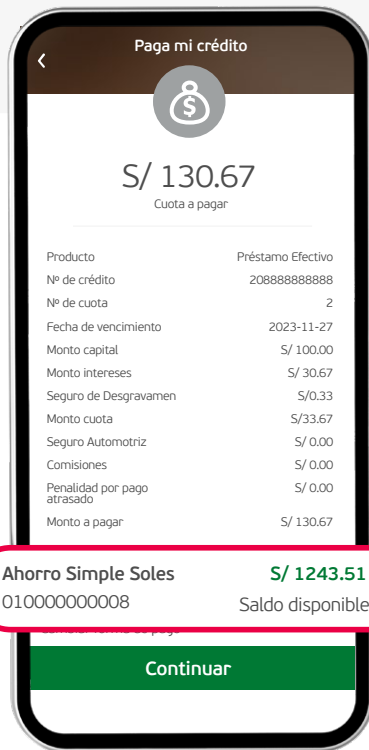 Paga mi crédito
$
S/ 130.67
Cuota a pagar
Producto Préstamo Efectivo
Nº de crédito 208888888888
Nº de cuota 2
Fecha de vencimiento 2023-11-27
Monto capital S/ 100.00
Monto intereses S/ 30.67
Seguro de Desgravamen S/0.33
Monto cuota S/33.67
Seguro Automotriz S/ 0.00
Comisiones S/ 0.00
Penalidad por pago S/ 0.00
atrasado
Monto a pagar S/ 130.67
Ahorro Simple Soles S/ 1243.51
010000000008 Saldo disponible
Continuar